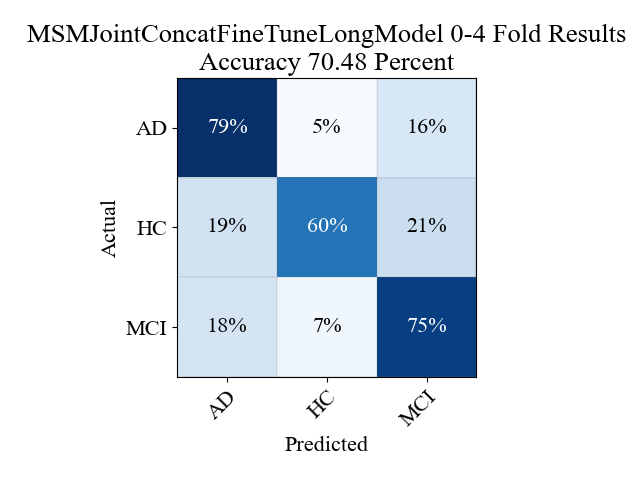 MSMJointConcatFineTuneLongModel 0-4 Fold Results
Accuracy 70.48 Percent
AD 79% 5% 16%
HC 19% 60% 21%
MCI 18% 7% 75%
Actual
AD HC MCI
Predicted